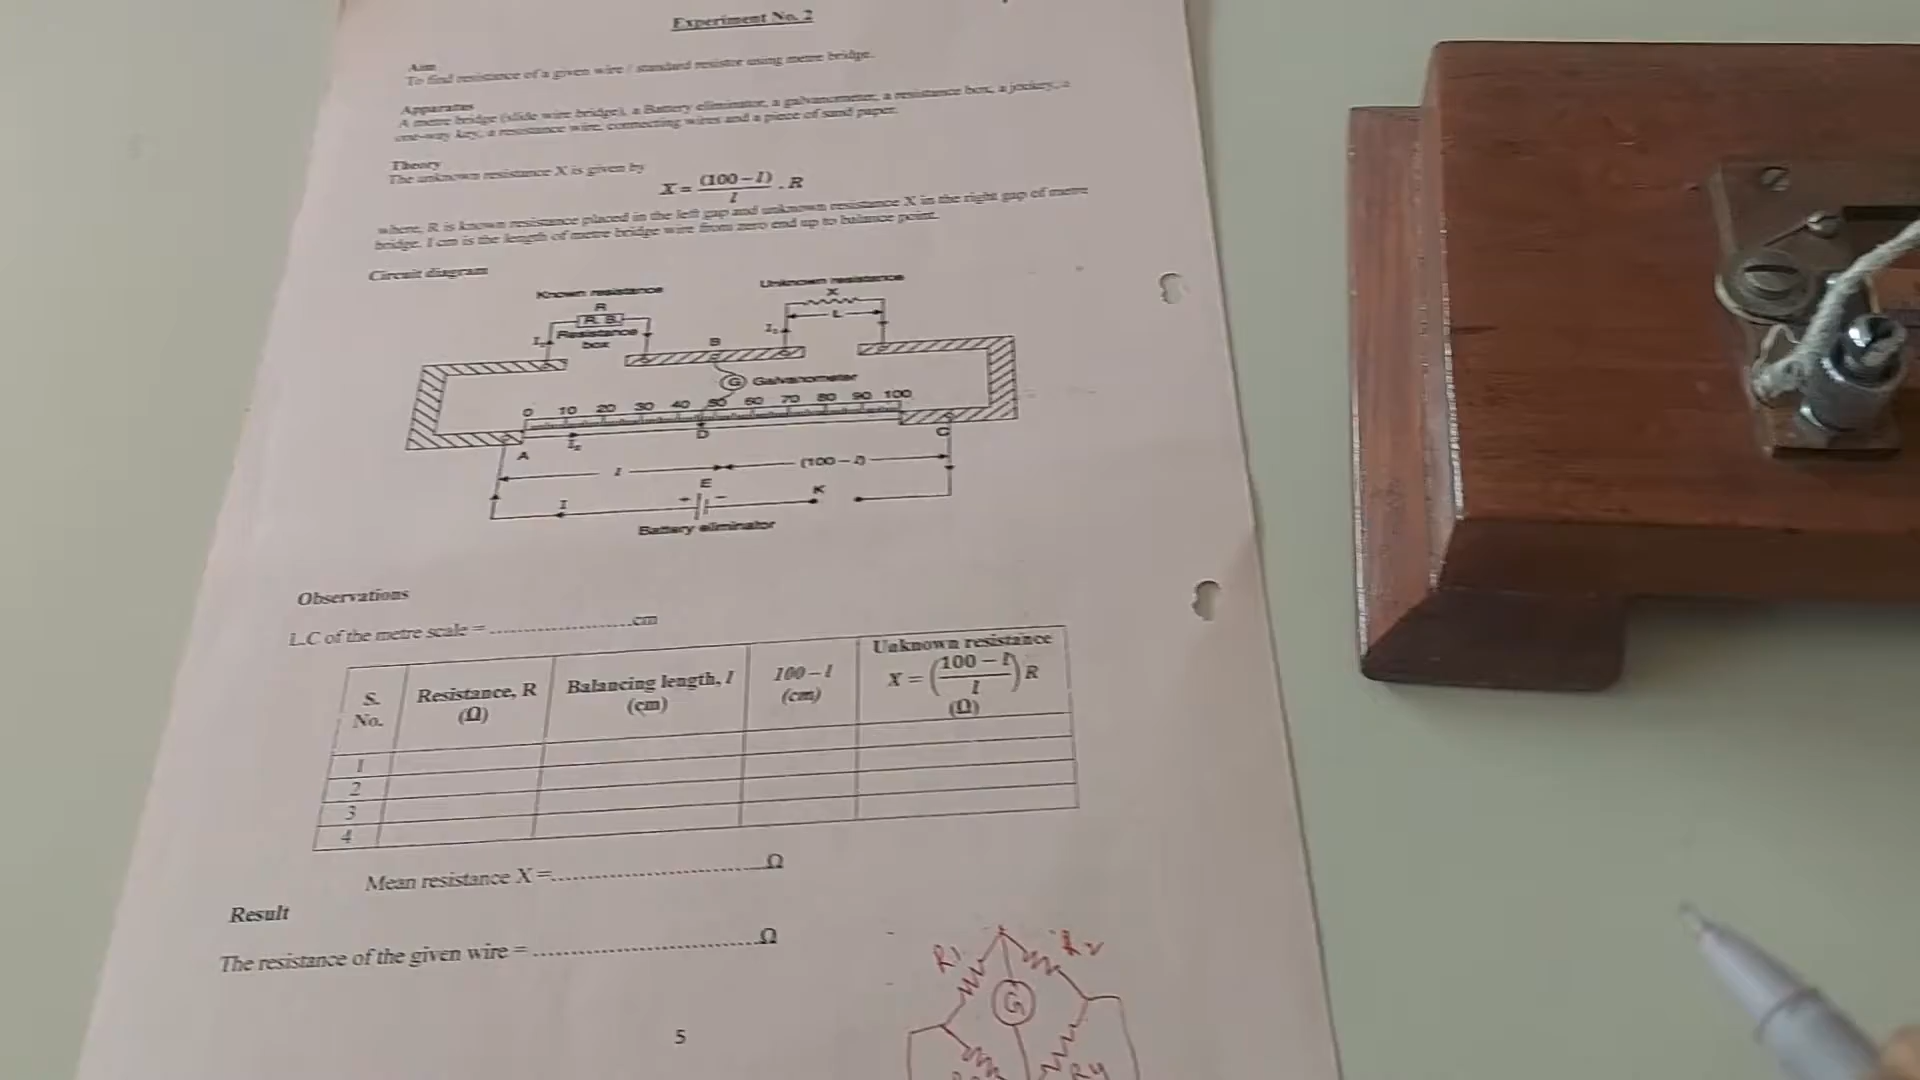 Experiment No. 2
Aim
To find resistance of a given wire / standard resistor using metre bridge.
Apparatus
A metre bridge (slide wire bridge), a Battery eliminator, a galvanometer, a resistance box, a jockey, a
one-way key, a resistance wire, connecting wires and a piece of sand paper.
Theory
The unknown resistance X is given by
X = (100 – l) / l . R
where, R is known resistance placed in the left gap and unknown resistance X in the right gap of metre
bridge. l cm is the length of metre bridge wire from zero end up to balance point.
Circuit diagram
Known resistance
R
R. B.
Resistance
box
Unknown resistance
X
L
I₁
B
G Galvanometer
0 10 20 30 40 50 60 70 80 90 100
A
I₂
D
C
l
(100 – l)
E
+ –
K
I
Battery eliminator
Observations
L.C of the metre scale = ........................cm
S. No.
Resistance, R (Ω)
Balancing length, l (cm)
100 – l (cm)
Unknown resistance X = ((100 – l) / l) R (Ω)
1
2
3
4
Mean resistance X =....................................Ω
Result
The resistance of the given wire = .....................................Ω
5
R1
R2
G
R4